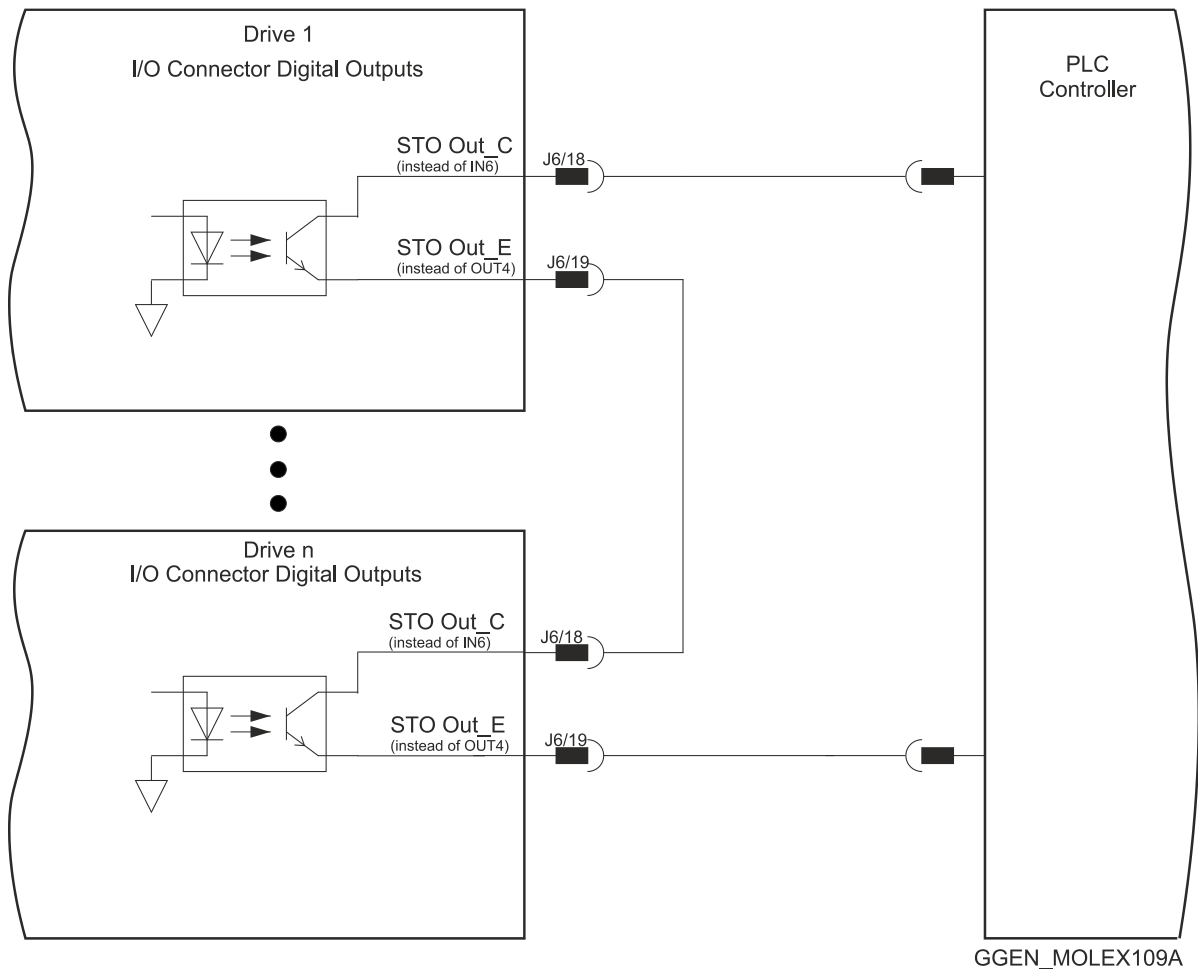 Drive 1
I/O Connector Digital Outputs
STO Out_C
(instead of IN6)
J6/18
STO Out_E
(instead of OUT4)
J6/19
PLC
Controller
Drive n
I/O Connector Digital Outputs
STO Out_C
(instead of IN6)
J6/18
STO Out_E
(instead of OUT4)
J6/19
GGEN_MOLEX109A